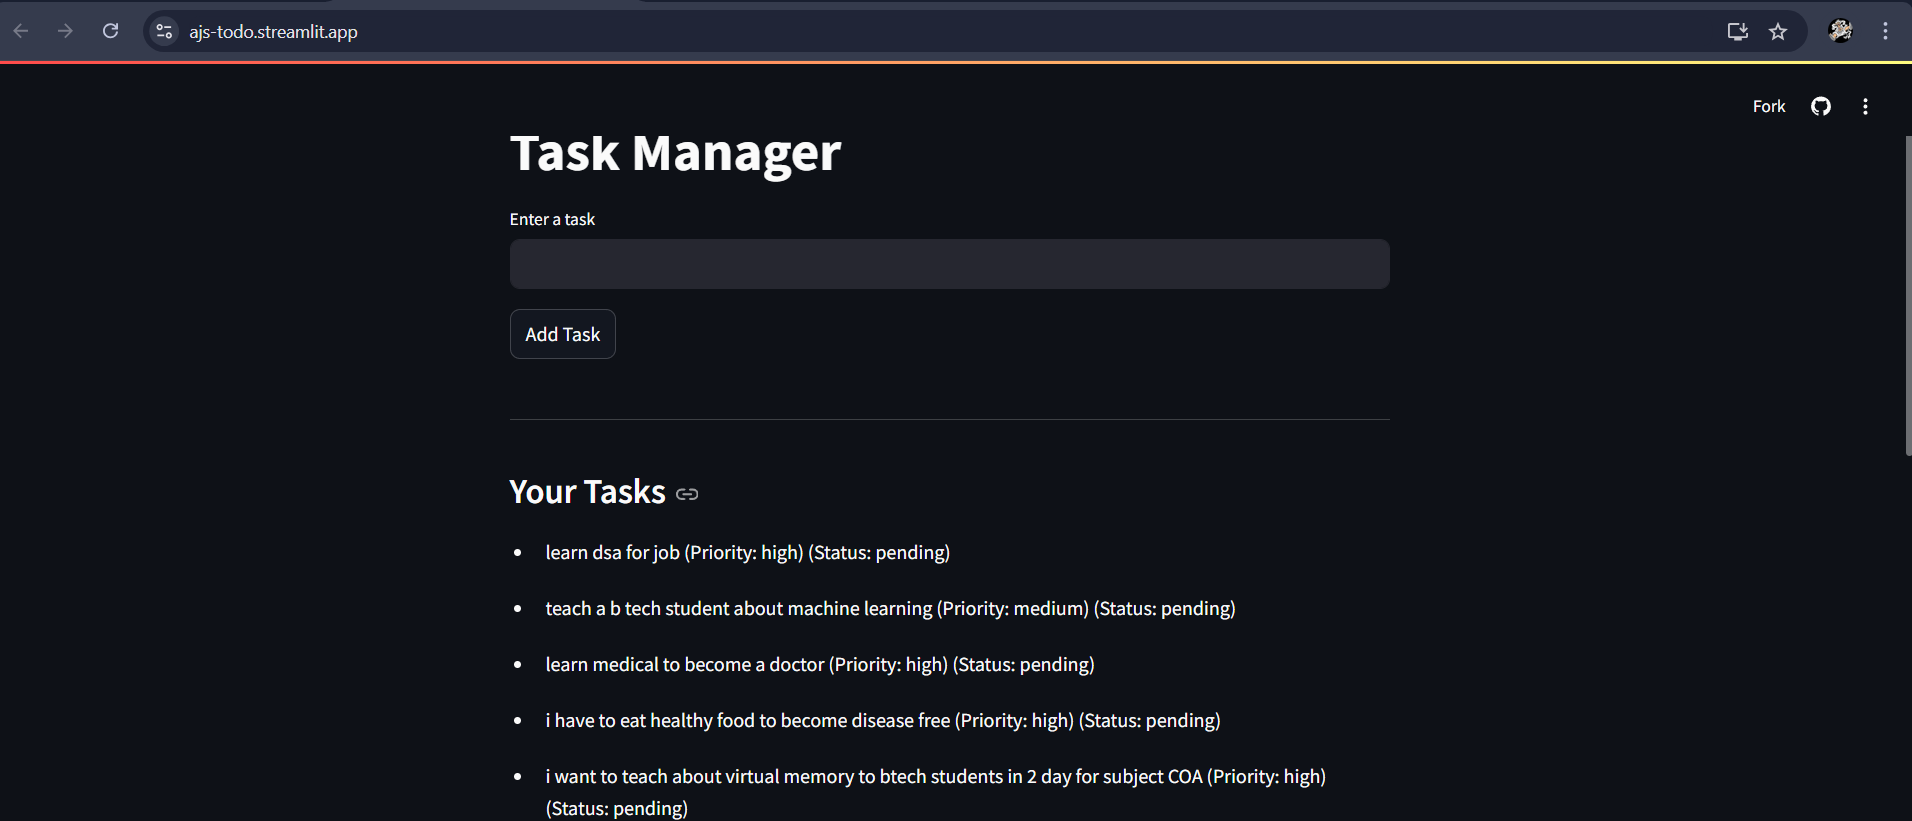 ajs-todo.streamlit.app
Fork
Task Manager
Enter a task
Add Task
Your Tasks
learn dsa for job (Priority: high) (Status: pending)
teach a b tech student about machine learning (Priority: medium) (Status: pending)
learn medical to become a doctor (Priority: high) (Status: pending)
i have to eat healthy food to become disease free (Priority: high) (Status: pending)
i want to teach about virtual memory to btech students in 2 day for subject COA (Priority: high)
(Status: pending)